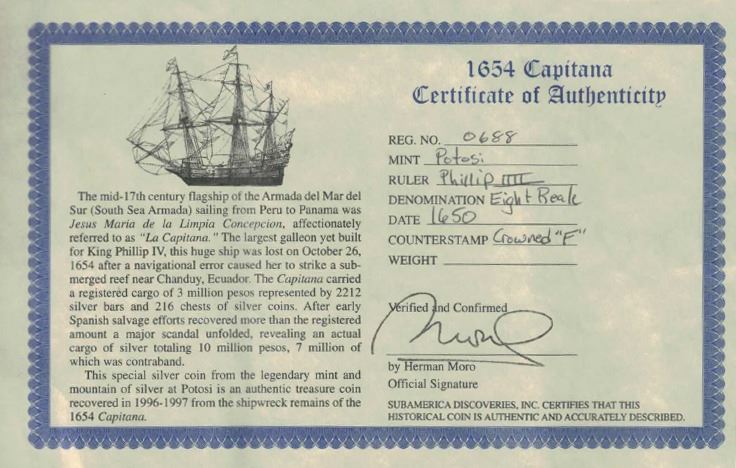 The mid-17th century flagship of the Armada del Mar del
Sur (South Sea Armada) sailing from Peru to Panama was
Jesus Maria de la Limpia Concepcion, affectionately
referred to as "La Capitana." The largest galleon yet built
for King Phillip IV, this huge ship was lost on October 26,
1654 after a navigational error caused her to strike a sub-
merged reef near Chanduy, Ecuador. The Capitana carried
a registered cargo of 3 million pesos represented by 2212
silver bars and 216 chests of silver coins. After early
Spanish salvage efforts recovered more than the registered
amount a major scandal unfolded, revealing an actual
cargo of silver totaling 10 million pesos, 7 million of
which was contraband.
This special silver coin from the legendary mint and
mountain of silver at Potosi is an authentic treasure coin
recovered in 1996-1997 from the shipwreck remains of the
1654 Capitana.
1654 Capitana
Certificate of Authenticity
REG. NO. 0688
MINT Potosi
RULER Phillip IIII
DENOMINATION Eight Reale
DATE 1650
COUNTERSTAMP Crowned "F"
WEIGHT
Verified and Confirmed
Moro
by Herman Moro
Official Signature
SUBAMERICA DISCOVERIES, INC. CERTIFIES THAT THIS
HISTORICAL COIN IS AUTHENTIC AND ACCURATELY DESCRIBED.